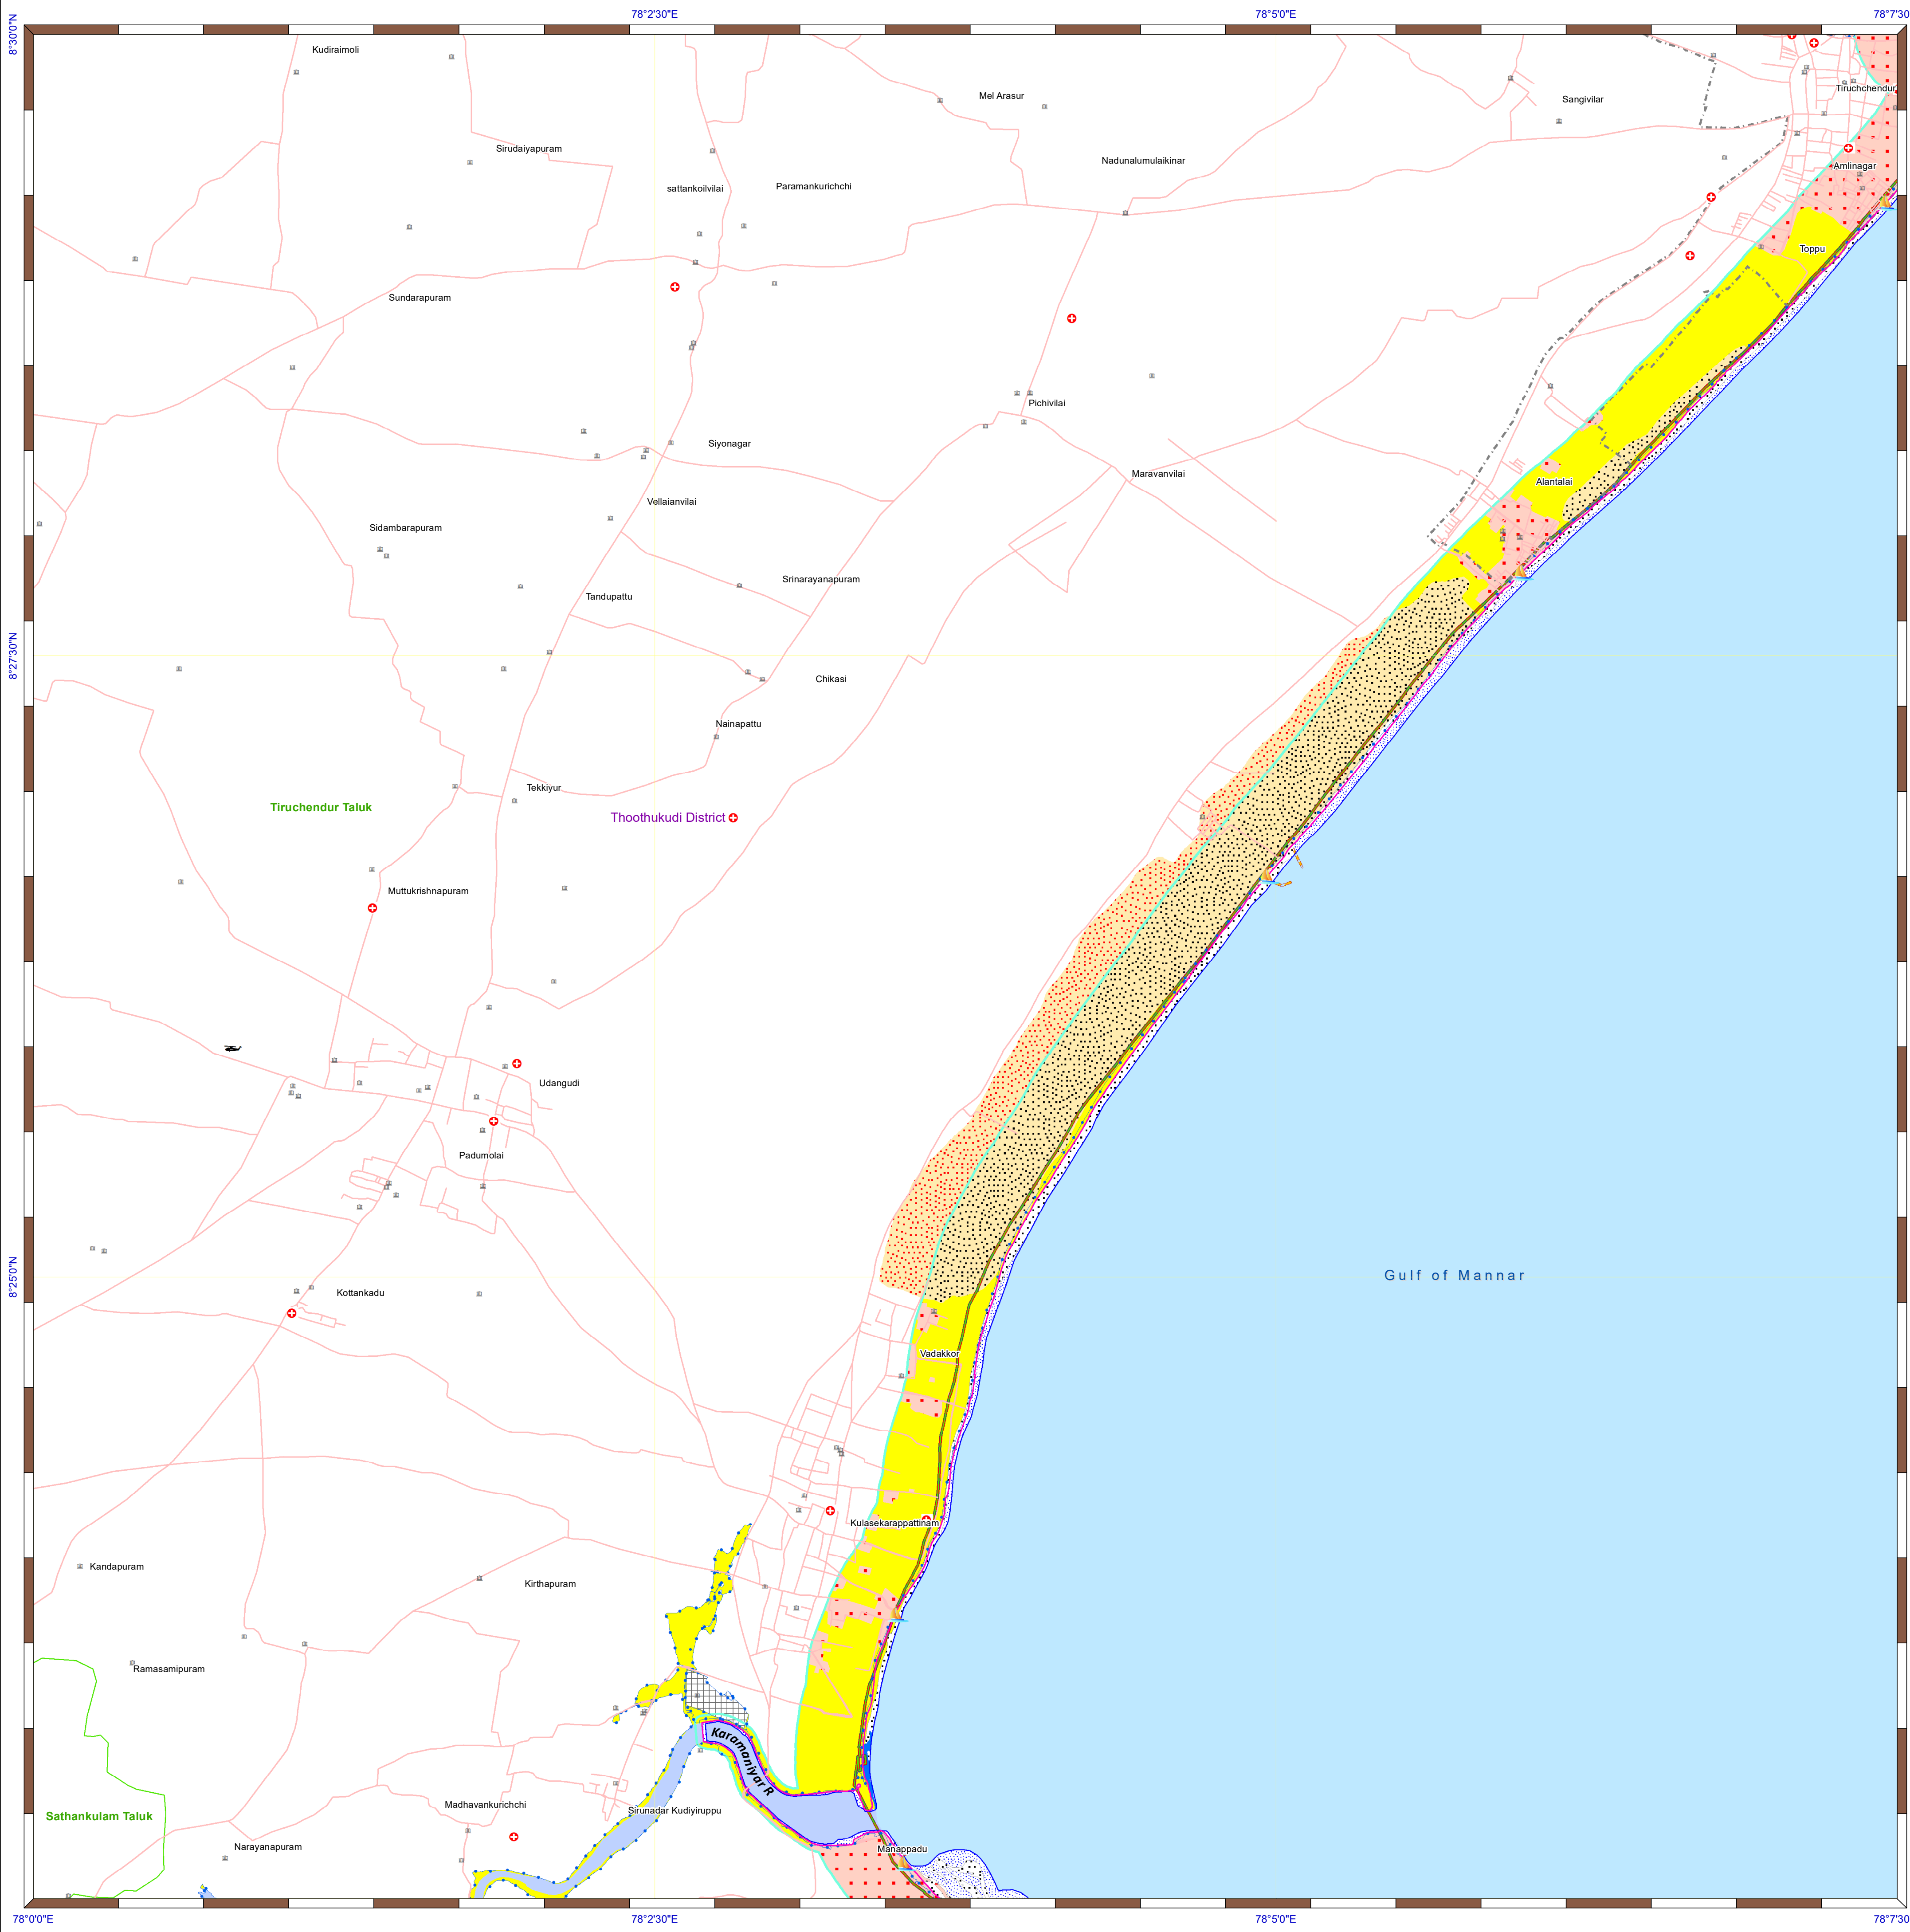 78°2'30"E
78°5'0"E
78°7'30
8°30'0"N
Kudiraimoli
Tiruchchendur
Mel Arasur
Sangivilar
Sirudaiyapuram
Nadunalumulaikinar
Amlinagar
sattankoilvilai
Paramankurichchi
Toppu
Sundarapuram
Pichivilai
Siyonagar
Maravanvilai
Alantalai
Vellaianvilai
Sidambarapuram
Srinarayanapuram
Tandupattu
8°27'30"N
Chikasi
Nainapattu
Tekkiyur
Tiruchendur Taluk
Thoothukudi District
Muttukrishnapuram
Udangudi
Padumolai
8°25'0"N
Gulf of Mannar
Kottankadu
Vadakkor
Kulasekarappattinam
Kandapuram
Kirthapuram
Ramasamipuram
Karamaniyar R
Madhavankurichchi
Sirunadar Kudiyiruppu
Sathankulam Taluk
Narayanapuram
Manappadu
78°0'0"E
78°2'30"E
78°5'0"E
78°7'30